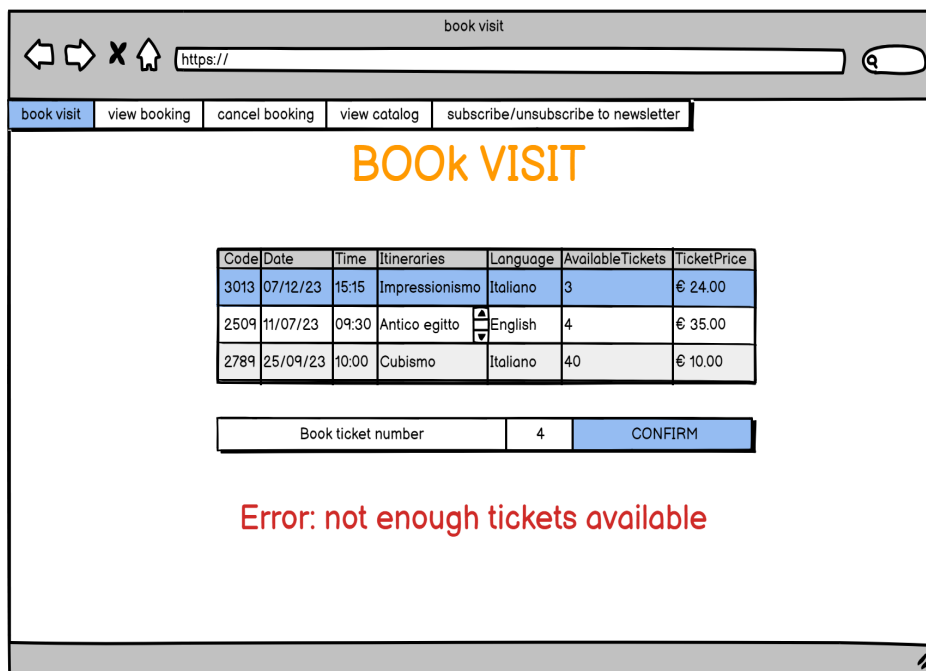 book visit
https://
book visit view booking cancel booking view catalog subscribe/unsubscribe to newsletter
BOOk VISIT
Code Date Time Itineraries Language AvailableTickets TicketPrice
3013 07/12/23 15:15 Impressionismo Italiano 3 € 24.00
2509 11/07/23 09:30 Antico egitto English 4 € 35.00
2789 25/09/23 10:00 Cubismo Italiano 40 € 10.00
Book ticket number 4 CONFIRM
Error: not enough tickets available